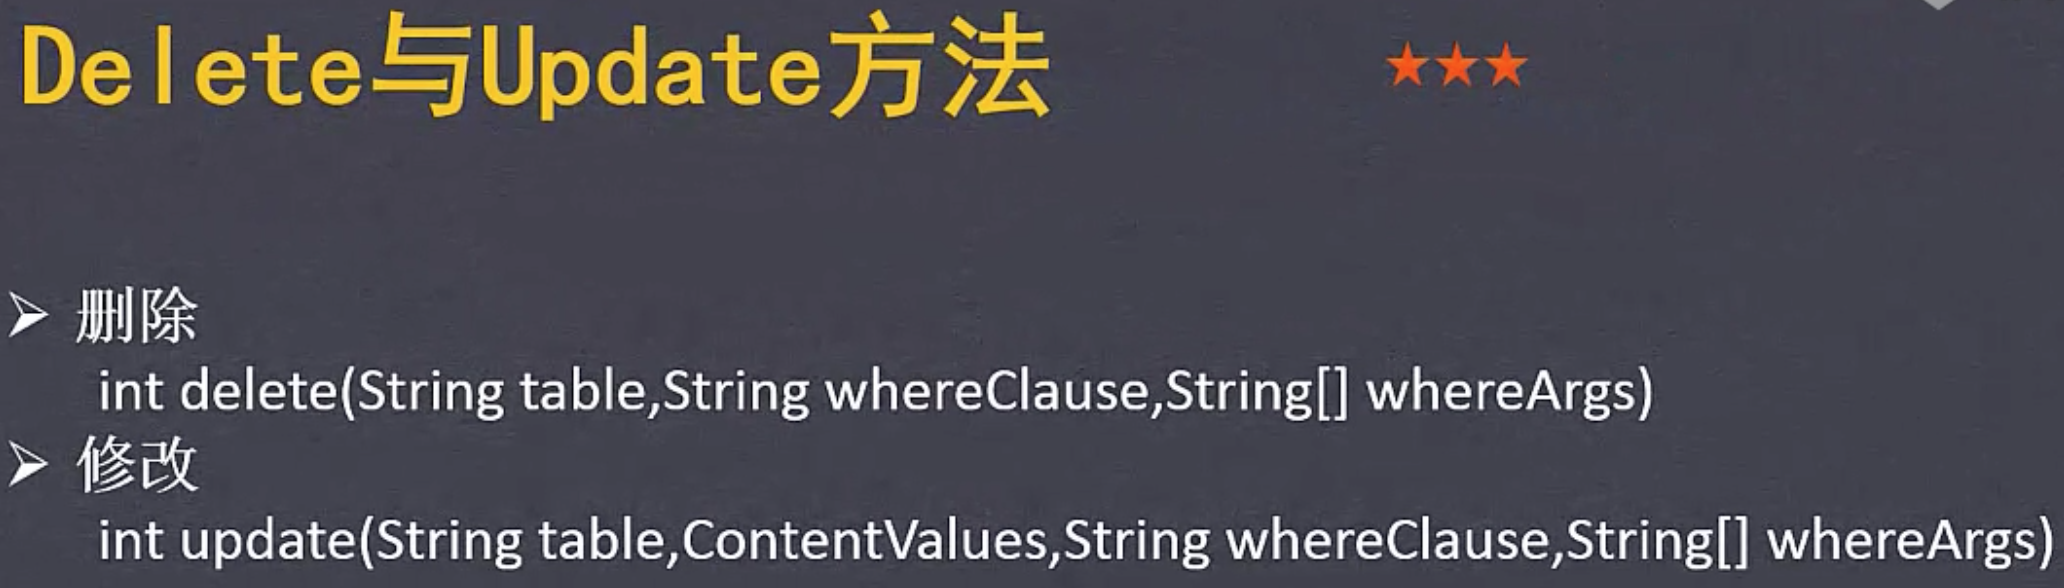 Delete与Update方法 ★★★
➢ 删除
int delete(String table,String whereClause,String[] whereArgs)
➢ 修改
int update(String table,ContentValues,String whereClause,String[] whereArgs)